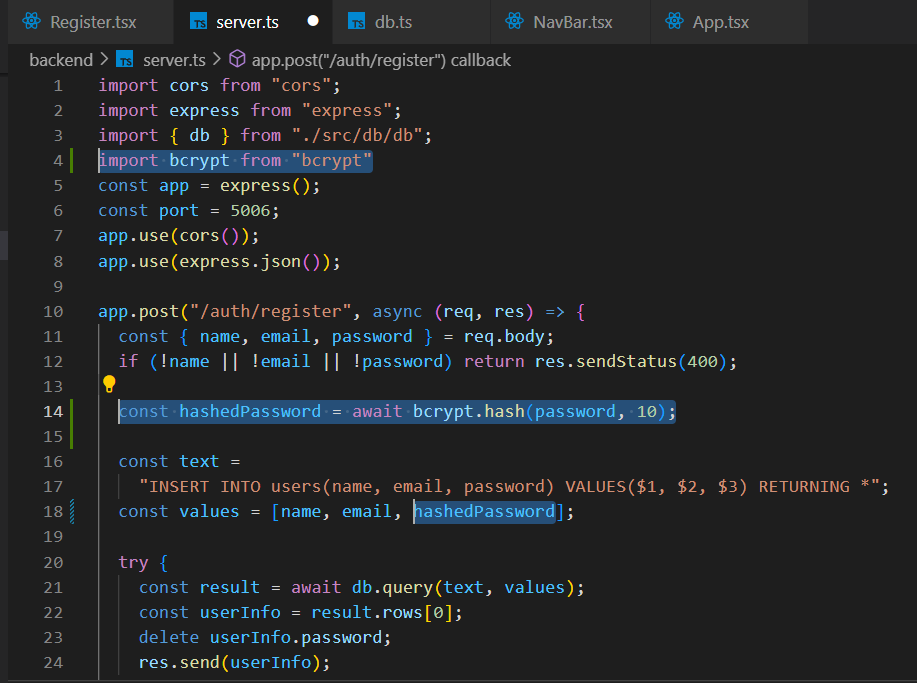 Register.tsx TS server.ts TS db.ts NavBar.tsx App.tsx
backend > TS server.ts > app.post("/auth/register") callback
1 import cors from "cors";
2 import express from "express";
3 import { db } from "./src/db/db";
4 import·bcrypt·from·"bcrypt"
5 const app = express();
6 const port = 5006;
7 app.use(cors());
8 app.use(express.json());
9
10 app.post("/auth/register", async (req, res) => {
11 const { name, email, password } = req.body;
12 if (!name || !email || !password) return res.sendStatus(400);
13
14 const·hashedPassword·=·await·bcrypt.hash(password,·10);
15
16 const text =
17 "INSERT INTO users(name, email, password) VALUES($1, $2, $3) RETURNING *";
18 const values = [name, email, hashedPassword];
19
20 try {
21 const result = await db.query(text, values);
22 const userInfo = result.rows[0];
23 delete userInfo.password;
24 res.send(userInfo);